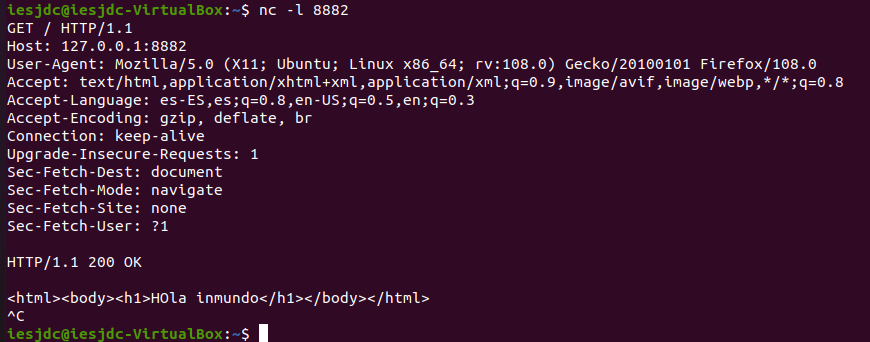 iesjdc@iesjdc-VirtualBox:~$ nc -l 8882
GET / HTTP/1.1
Host: 127.0.0.1:8882
User-Agent: Mozilla/5.0 (X11; Ubuntu; Linux x86_64; rv:108.0) Gecko/20100101 Firefox/108.0
Accept: text/html,application/xhtml+xml,application/xml;q=0.9,image/avif,image/webp,*/*;q=0.8
Accept-Language: es-ES,es;q=0.8,en-US;q=0.5,en;q=0.3
Accept-Encoding: gzip, deflate, br
Connection: keep-alive
Upgrade-Insecure-Requests: 1
Sec-Fetch-Dest: document
Sec-Fetch-Mode: navigate
Sec-Fetch-Site: none
Sec-Fetch-User: ?1

HTTP/1.1 200 OK

<html><body><h1>HOla inmundo</h1></body></html>
^C
iesjdc@iesjdc-VirtualBox:~$